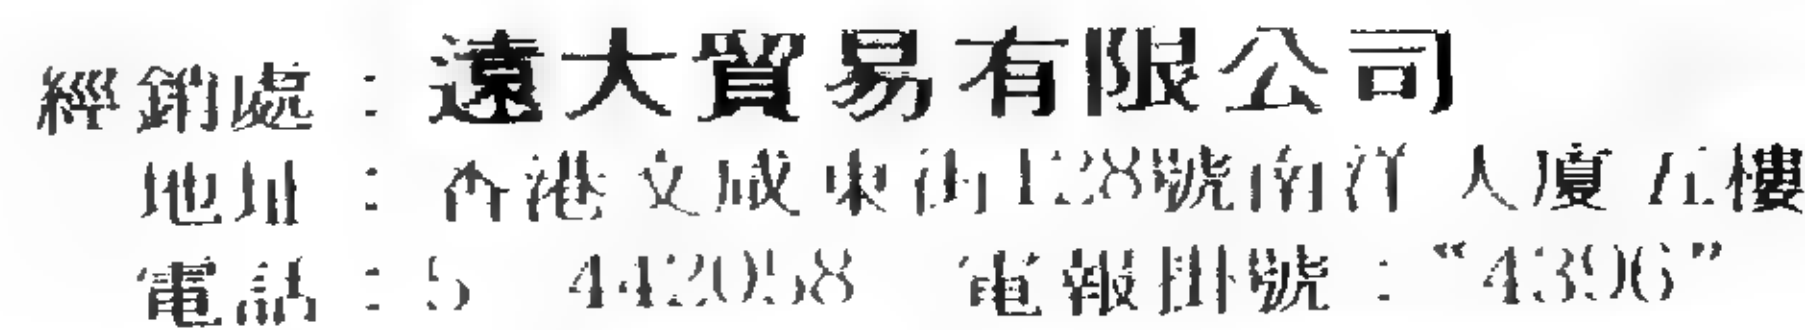 經銷處：遠大貿易有限公司
地址：香港文咸東街128號南洋大廈五樓
電話：5 442058 電報掛號：“4396”